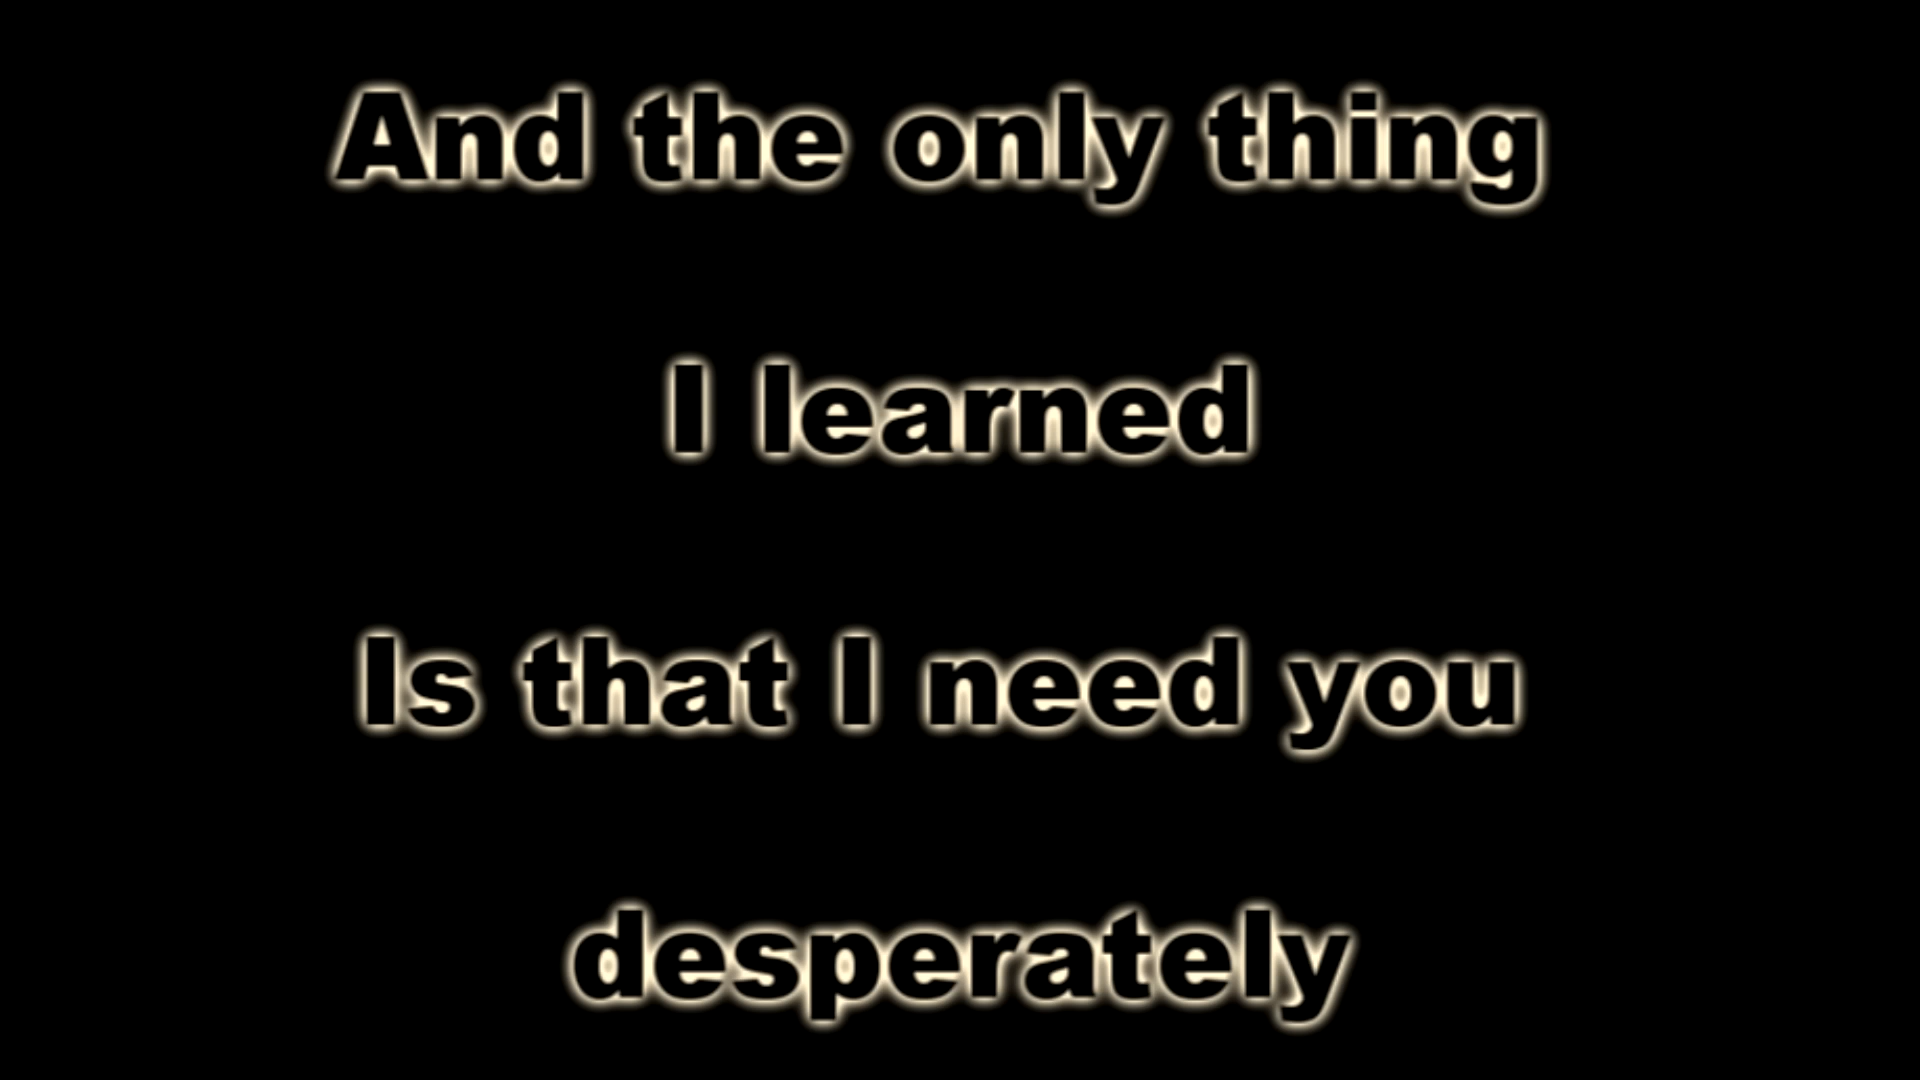 And the only thing
I learned
Is that I need you
desperately